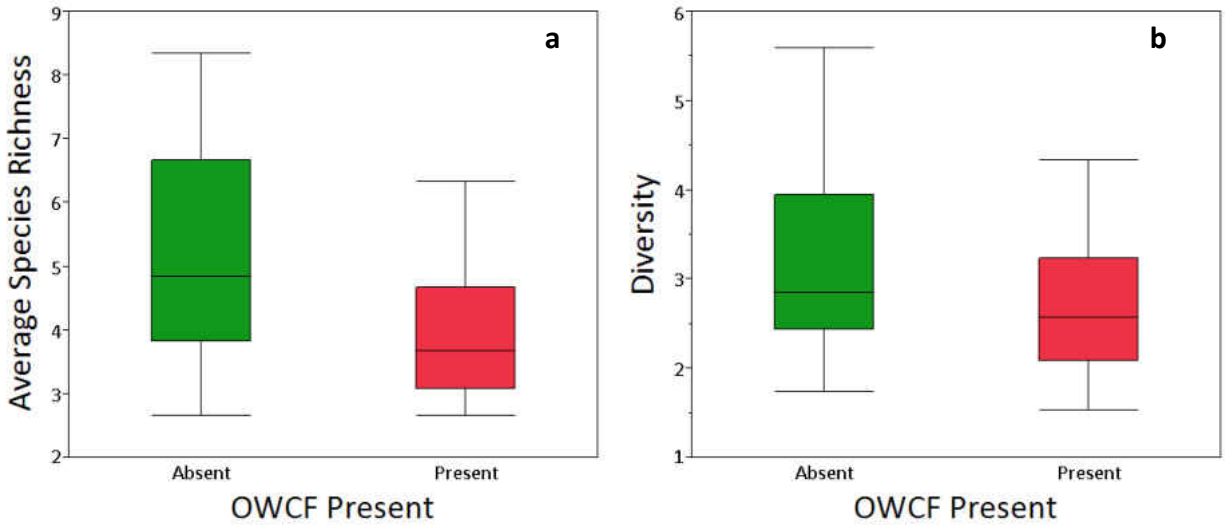 a
Average Species Richness
9
8
7
6
5
4
3
2
Absent Present
OWCF Present
b
Diversity
6
5
4
3
2
1
Absent Present
OWCF Present